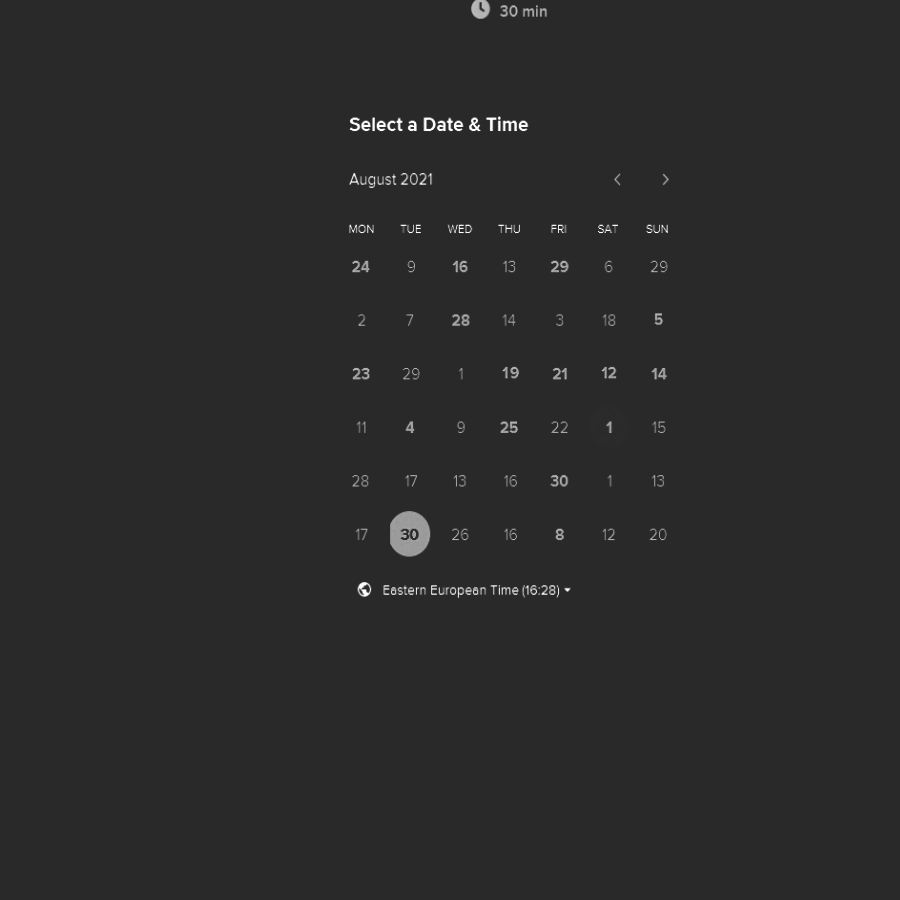 30 min
Select a Date & Time
August 2021
MON TUE WED THU FRI SAT SUN
24 9 16 13 29 6 29
2 7 28 14 3 18 5
23 29 1 19 21 12 14
11 4 9 25 22 1 15
28 17 13 16 30 1 13
17 30 26 16 8 12 20
Eastern European Time (16:28)